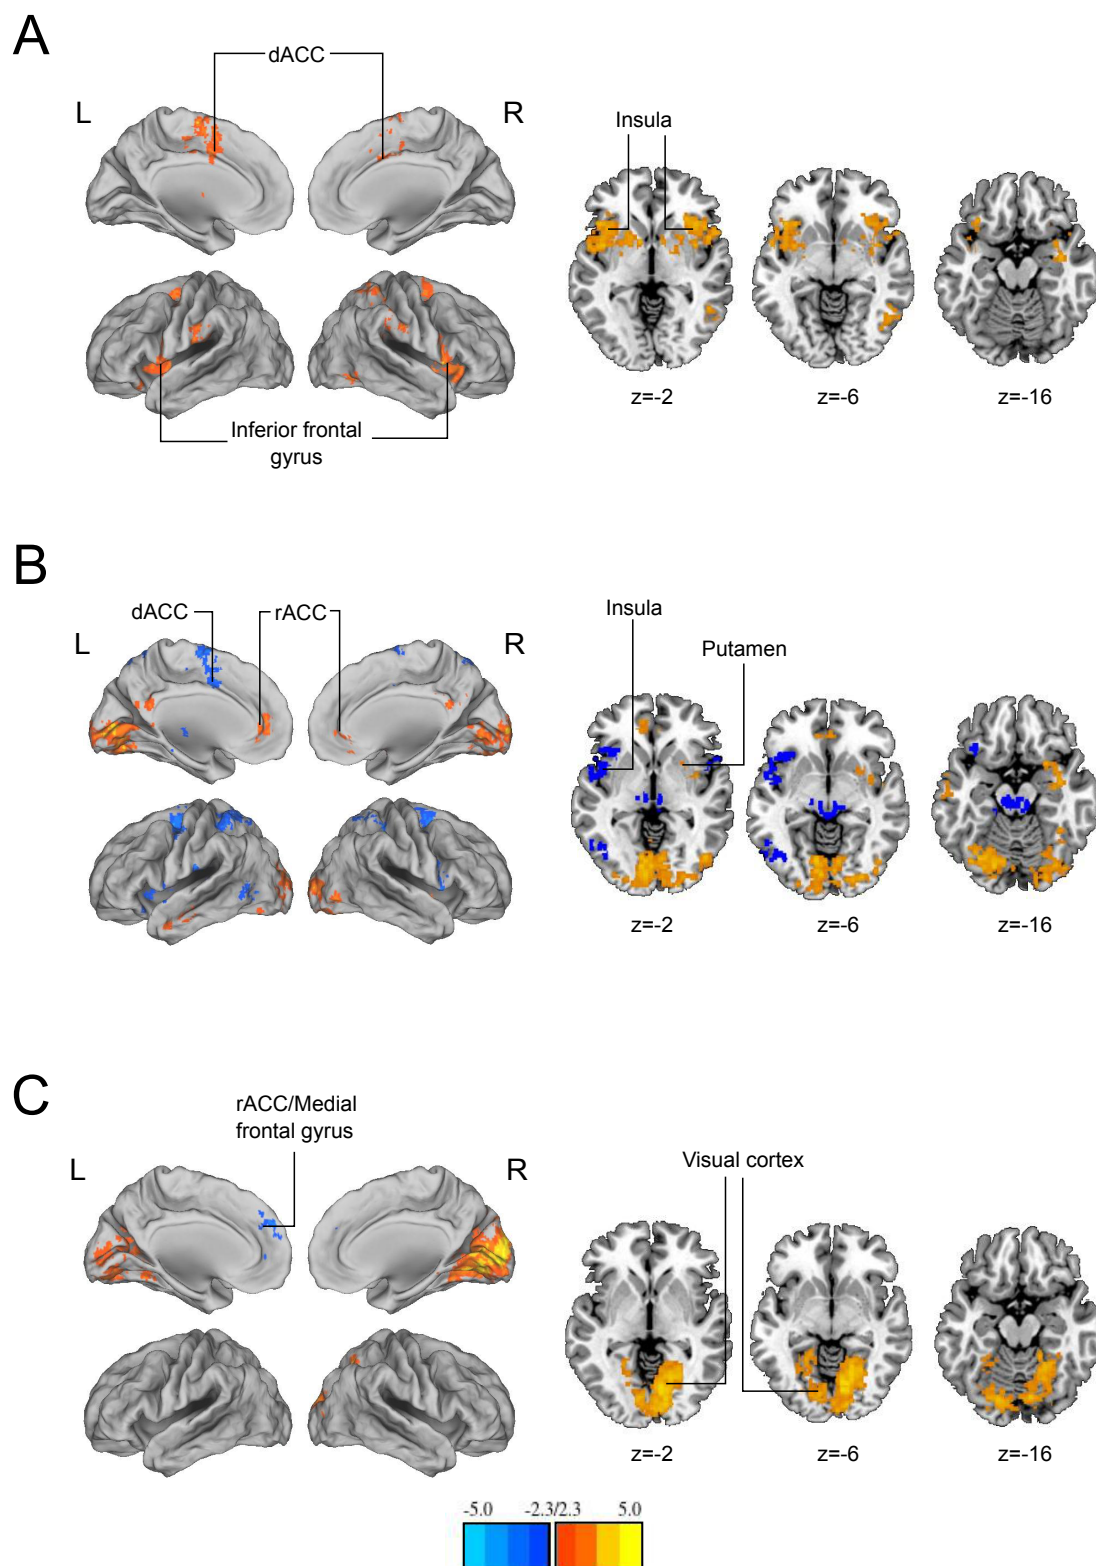 A
dACC
L
R
Insula
Inferior frontal
gyrus
z=-2
z=-6
z=-16
B
dACC
rACC
L
R
Insula
Putamen
z=-2
z=-6
z=-16
C
rACC/Medial
frontal gyrus
L
R
Visual cortex
z=-2
z=-6
z=-16
-5.0 -2.3/2.3 5.0